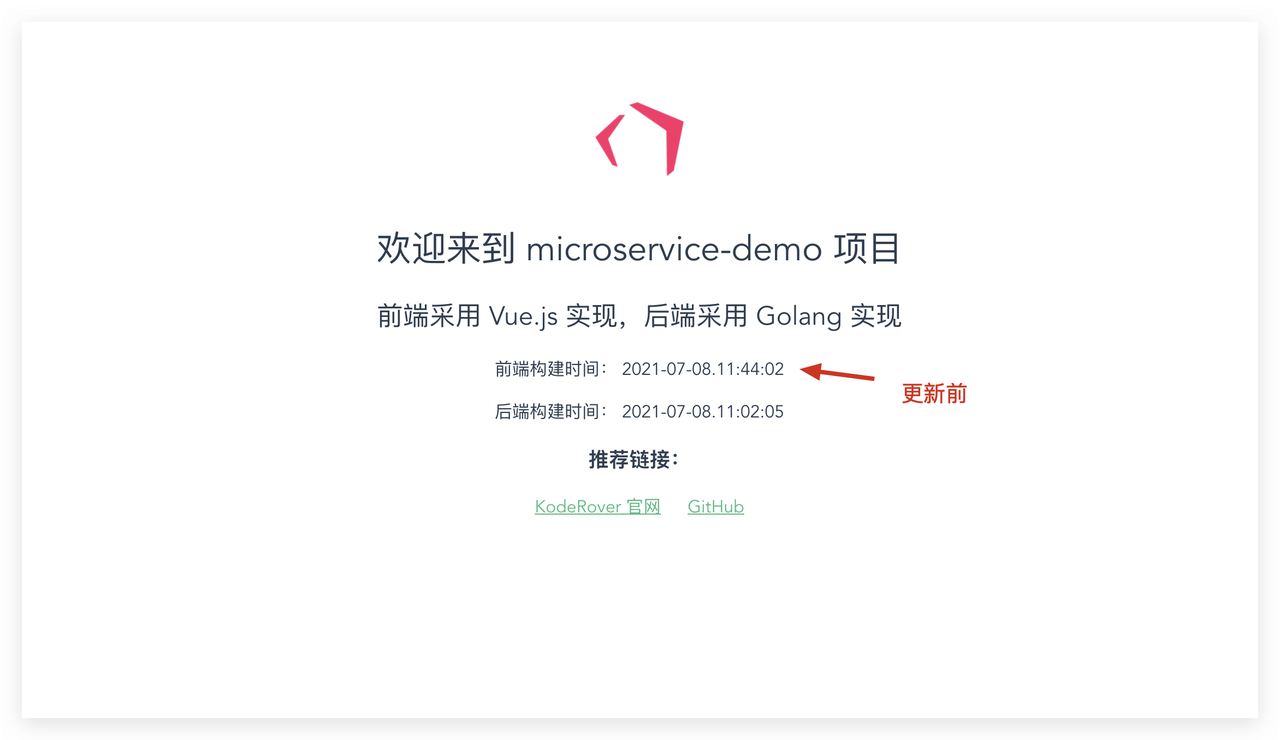 欢迎来到 microservice-demo 项目
前端采用 Vue.js 实现，后端采用 Golang 实现
前端构建时间： 2021-07-08.11:44:02
更新前
后端构建时间： 2021-07-08.11:02:05
推荐链接：
KodeRover 官网 GitHub